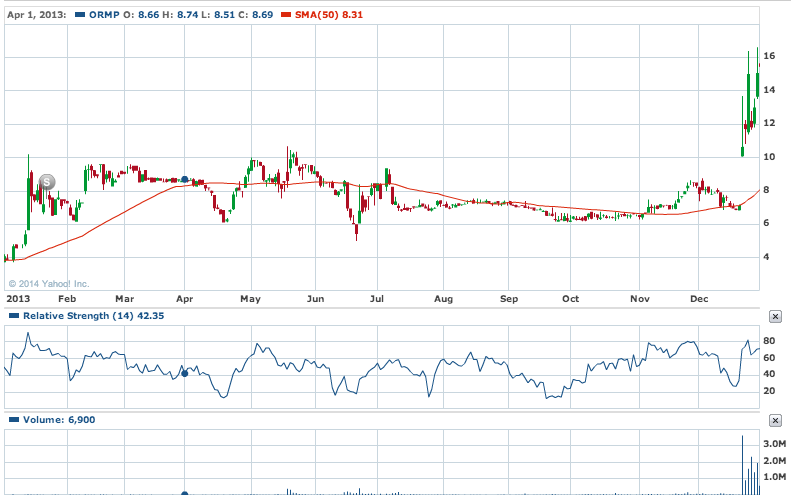 Apr 1, 2013: ORMP O: 8.66 H: 8.74 L: 8.51 C: 8.69 SMA(50) 8.31
16
14
12
10
S
8
6
4
© 2014 Yahoo! Inc.
2013 Feb Mar Apr May Jun Jul Aug Sep Oct Nov Dec
Relative Strength (14) 42.35 x
80
60
40
20
Volume: 6,900 x
3.0M
2.0M
1.0M